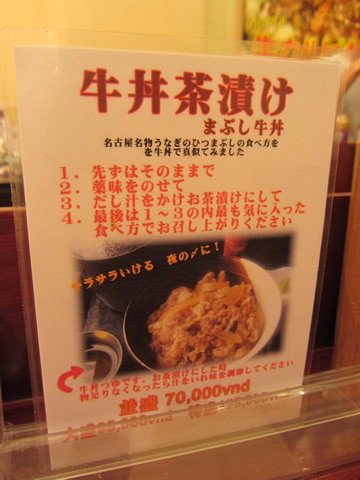 牛丼茶漬け
まぶし牛丼
名古屋名物うなぎのひつまぶしの食べ方を
を牛丼で真似てみました
1. 先ずはそのままで
2. 薬味をのせて
3. だし汁をかけお茶漬けにして
4. 最後は1～3の内最も気に入った
食べ方でお召し上がりください
サラサラいける 夜の〆に!
牛丼つゆです。お茶漬けにした時
物足りなくなったら汁をいれ味を調節してください
並盛 70,000vnd